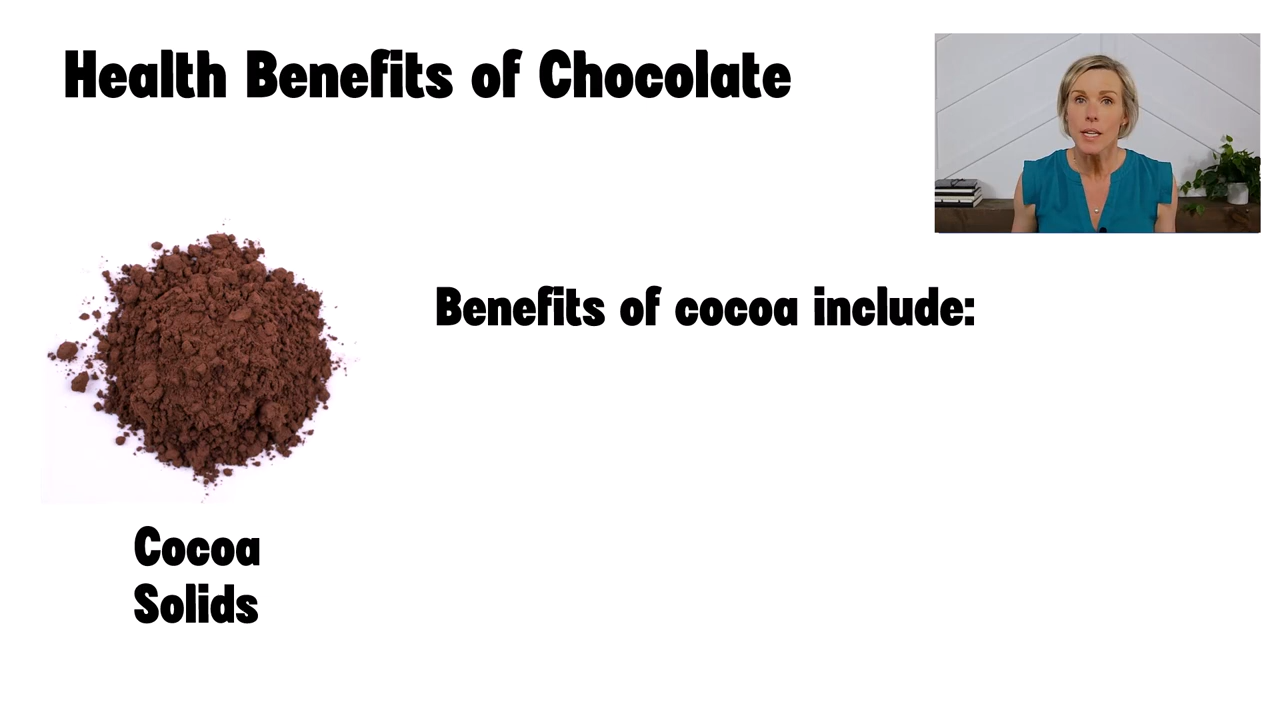 Health Benefits of Chocolate
Benefits of cocoa include:
Cocoa
Solids